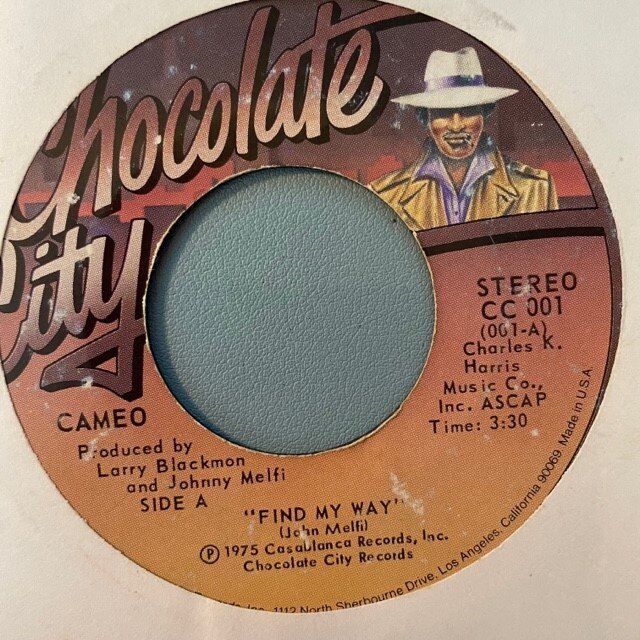 Chocolate
City
STEREO
CC 001
(001-A)
Charles K.
Harris
Music Co.,
Inc. ASCAP
Time: 3:30
CAMEO
Produced by
Larry Blackmon
and Johnny Melfi
SIDE A
"FIND MY WAY"
(John Melfi)
Ⓟ 1975 Casablanca Records, Inc.
Chocolate City Records
1112 North Sherbourne Drive, Los Angeles, California 90069. Made in U.S.A.